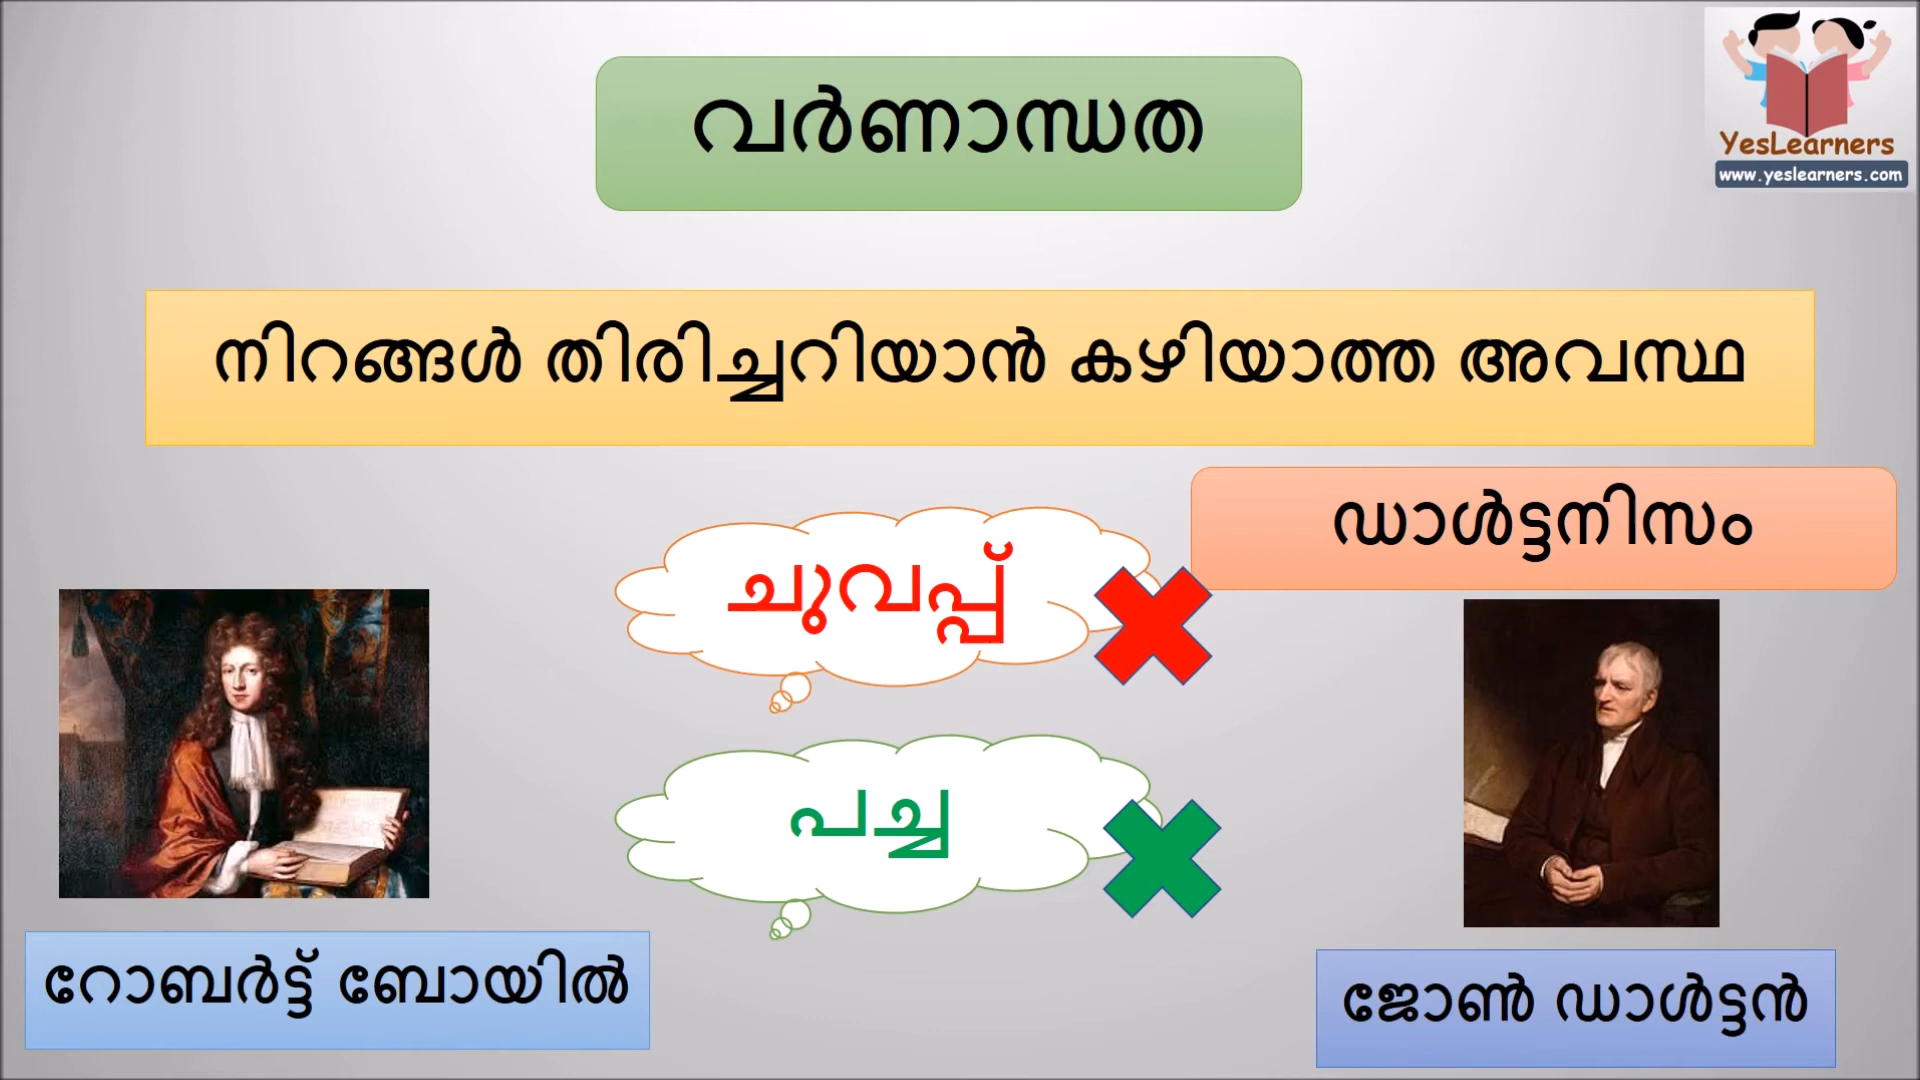 വർണാന്ധത
YesLearners
www.yeslearners.com
നിറങ്ങൾ തിരിച്ചറിയാൻ കഴിയാത്ത അവസ്ഥ
ഡാൾട്ടനിസം
ചുവപ്പ്
പച്ച
റോബർട്ട് ബോയിൽ
ജോൺ ഡാൾട്ടൻ